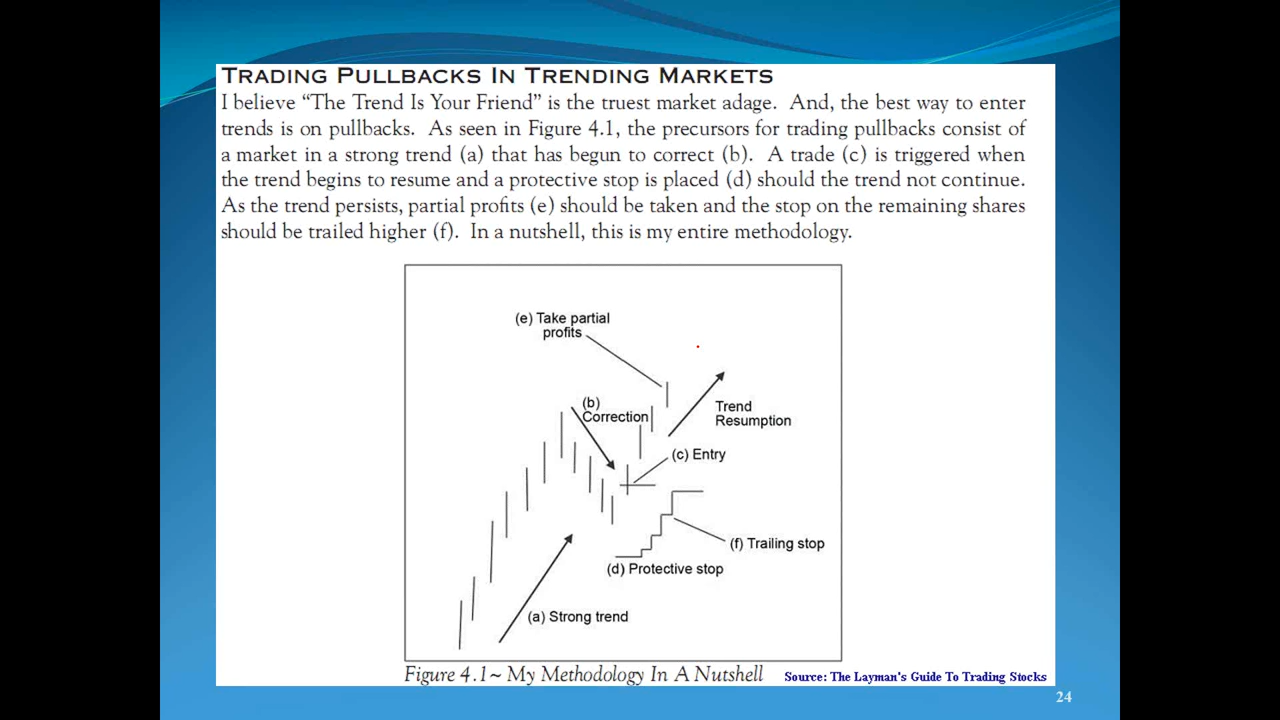 TRADING PULLBACKS IN TRENDING MARKETS
I believe “The Trend Is Your Friend” is the truest market adage. And, the best way to enter
trends is on pullbacks. As seen in Figure 4.1, the precursors for trading pullbacks consist of
a market in a strong trend (a) that has begun to correct (b). A trade (c) is triggered when
the trend begins to resume and a protective stop is placed (d) should the trend not continue.
As the trend persists, partial profits (e) should be taken and the stop on the remaining shares
should be trailed higher (f). In a nutshell, this is my entire methodology.
(e) Take partial
profits
(b)
Correction
Trend
Resumption
(c) Entry
(f) Trailing stop
(d) Protective stop
(a) Strong trend
Figure 4.1~ My Methodology In A Nutshell
Source: The Layman's Guide To Trading Stocks
24